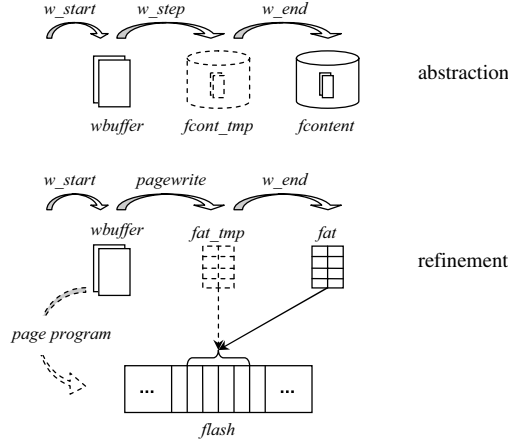 w_start w_step w_end
abstraction
wbuffer fcont_tmp fcontent
w_start pagewrite w_end
wbuffer fat_tmp fat
refinement
page program
... ...
flash